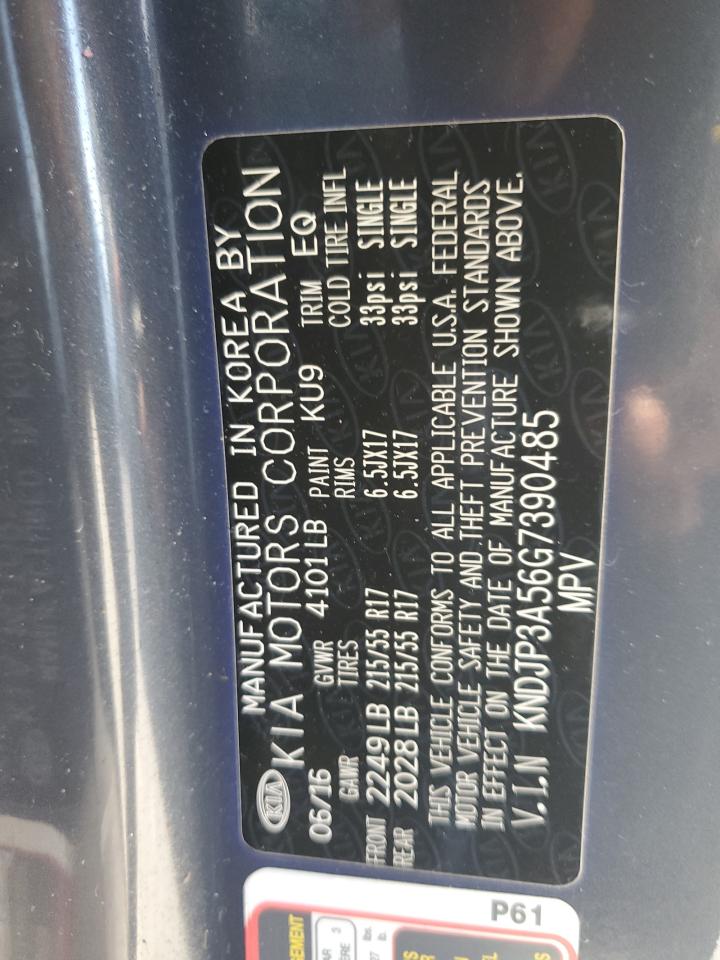 MANUFACTURED IN KOREA BY
KIA KIA MOTORS CORPORATION
06/16 GVWR 4101LB PAINT KU9 TRIM EQ
GAWR TIRES RIMS COLD TIRE INFL
FRONT 2249LB 215/55 R17 6.5JX17 33psi SINGLE
REAR 2028LB 215/55 R17 6.5JX17 33psi SINGLE
THIS VEHICLE CONFORMS TO ALL APPLICABLE U.S.A. FEDERAL
MOTOR VEHICLE SAFETY AND THEFT PREVENTION STANDARDS
IN EFFECT ON THE DATE OF MANUFACTURE SHOWN ABOVE.
V.I.N KNDJP3A56G7390485
MPV
P61